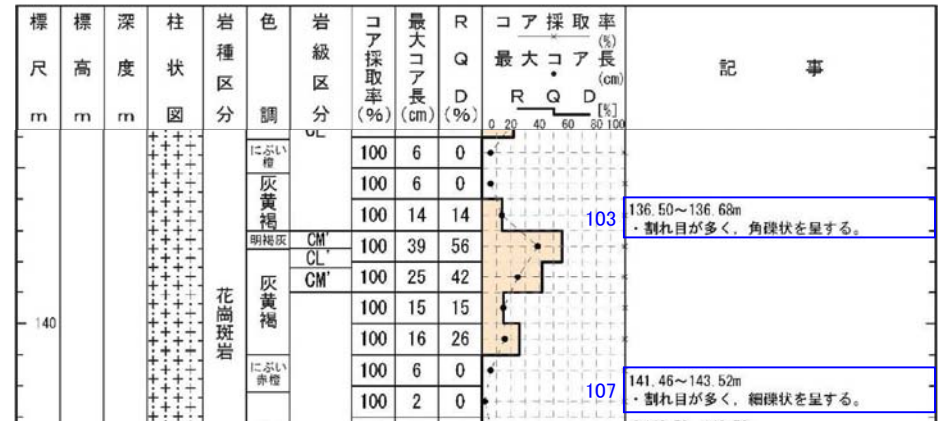 標尺m 標高m 深度m 柱状図 岩種区分 色調 岩級区分 コア採取率(%) 最大コア長(cm) RQD(%) コア採取率(%) 最大コア長(cm) RQD[%] 記事
0 20 40 60 80 100
CL
にぶい橙 100 6 0
灰黄褐 100 6 0
100 14 14
103 136.50～136.68m
・割れ目が多く，角礫状を呈する。
明褐灰 CM' 100 39 56
CL'
灰黄褐 CM' 100 25 42
花崗斑岩
100 15 15
140
100 16 26
にぶい赤橙 100 6 0
107 141.46～143.52m
・割れ目が多く，細礫状を呈する。
100 2 0